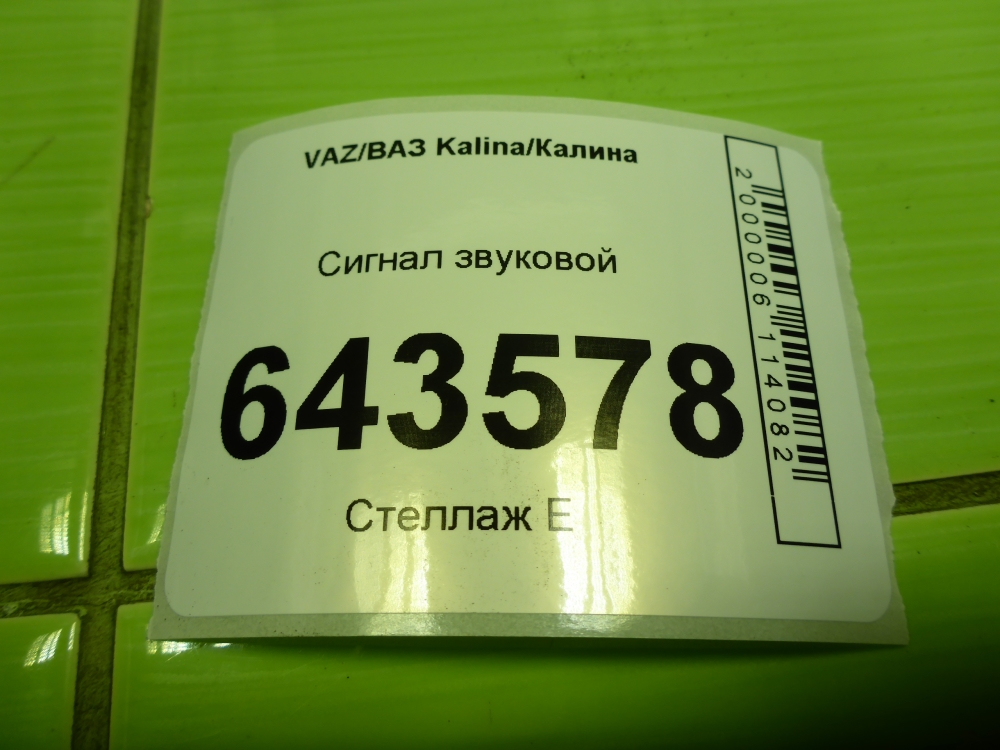 VAZ/ВАЗ Kalina/Калина
Сигнал звуковой
643578
Стеллаж E
2000006114082